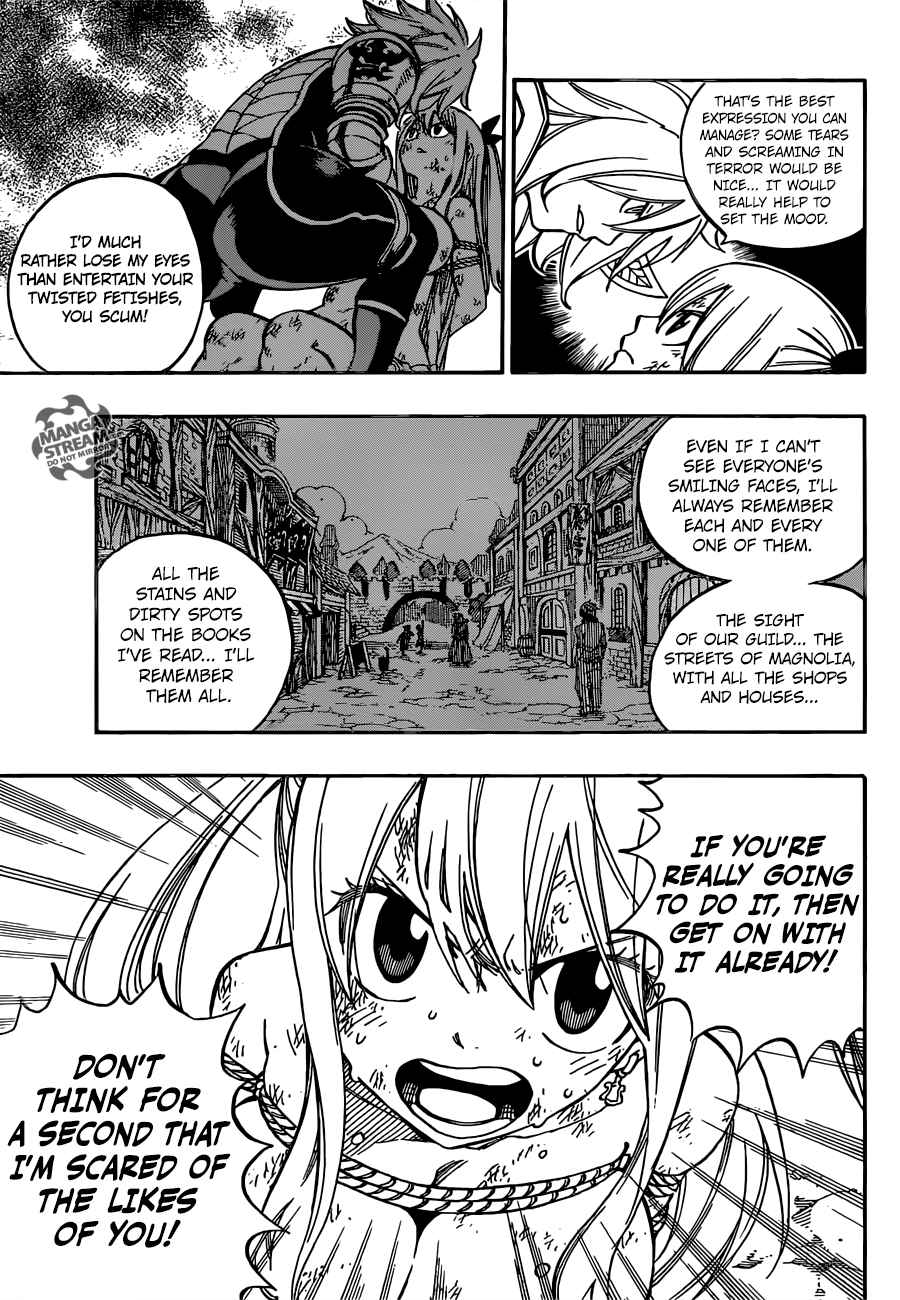 THAT'S THE BEST
EXPRESSION YOU CAN
MANAGE? SOME TEARS
AND SCREAMING IN
TERROR WOULD BE
NICE... IT WOULD
REALLY HELP TO
SET THE MOOD.
I'D MUCH
RATHER LOSE MY EYES
THAN ENTERTAIN YOUR
TWISTED FETISHES,
YOU SCUM!
MANGA
STREAM
DO NOT MIRROR
EVEN IF I CAN'T
SEE EVERYONE'S
SMILING FACES, I'LL
ALWAYS REMEMBER
EACH AND EVERY
ONE OF THEM.
THE SIGHT
OF OUR GUILD... THE
STREETS OF MAGNOLIA,
WITH ALL THE SHOPS
AND HOUSES...
ALL THE
STAINS AND
DIRTY SPOTS
ON THE BOOKS
I'VE READ... I'LL
REMEMBER
THEM ALL.
IF YOU'RE
REALLY GOING
TO DO IT, THEN
GET ON WITH
IT ALREADY!
DON'T
THINK FOR
A SECOND THAT
I'M SCARED OF
THE LIKES
OF YOU!